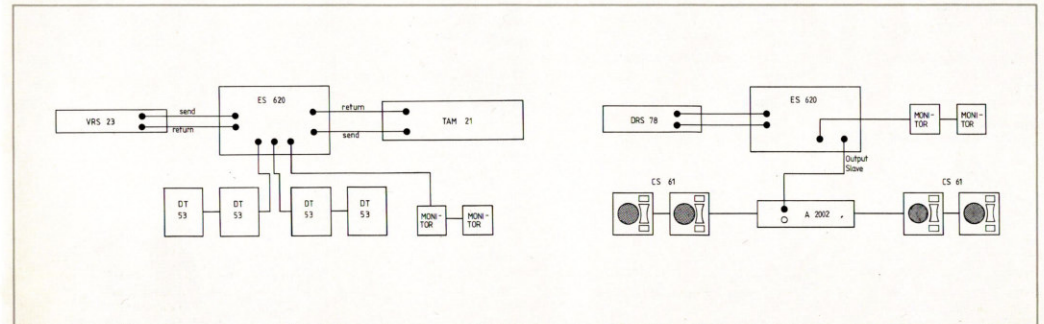 ES 620
VRS 23
send
return
return
send
TAM 21
DT
53
DT
53
DT
53
DT
53
MONI-
TOR
MONI-
TOR
ES 620
DRS 78
MONI-
TOR
MONI-
TOR
Output
Slave
CS 61
A 2002
CS 61